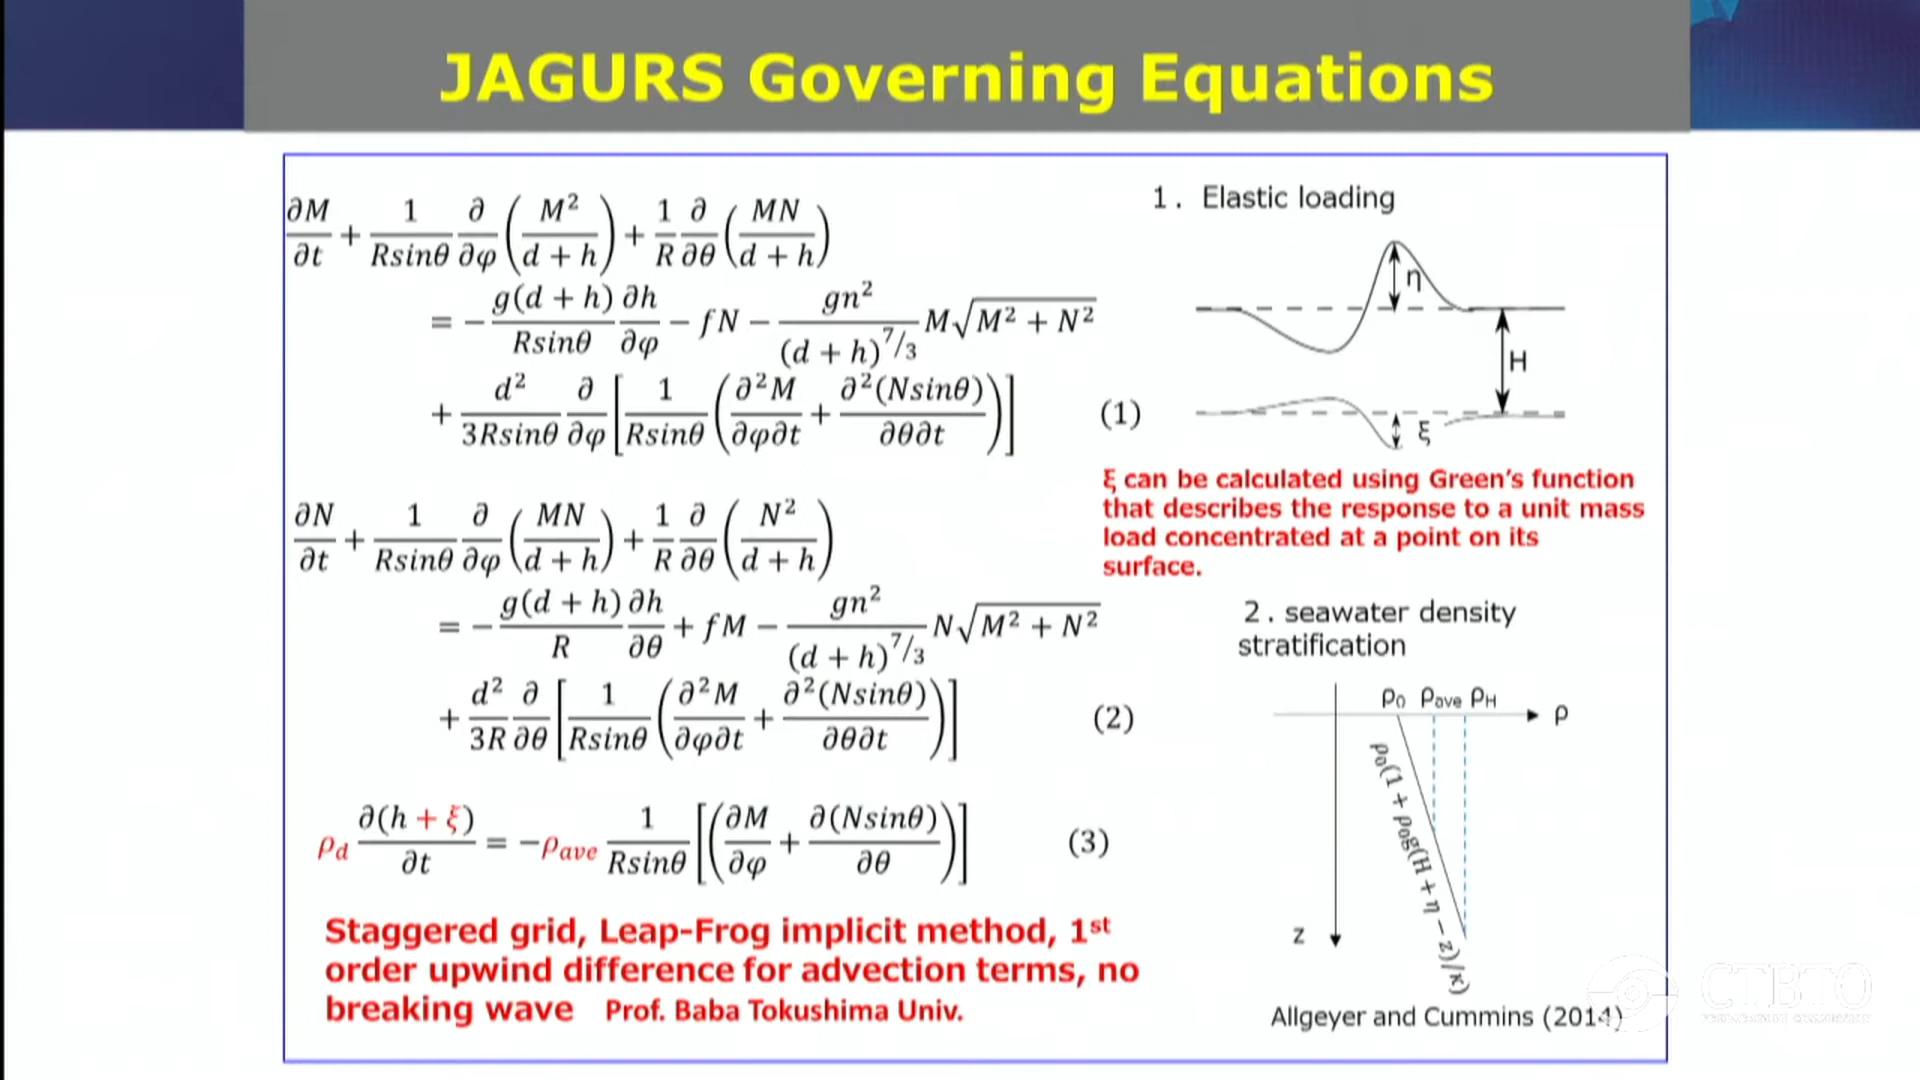 JAGURS Governing Equations
∂M/∂t + 1/Rsinθ ∂/∂φ (M²/d + h) + 1/R ∂/∂θ (MN/d + h)
= − g(d + h)/Rsinθ ∂h/∂φ − fN − gn²/(d + h)^7/3 M√M² + N²
+ d²/3Rsinθ ∂/∂φ [1/Rsinθ (∂²M/∂φ∂t + ∂²(Nsinθ)/∂θ∂t)] (1)
∂N/∂t + 1/Rsinθ ∂/∂φ (MN/d + h) + 1/R ∂/∂θ (N²/d + h)
= − g(d + h)/R ∂h/∂θ + fM − gn²/(d + h)^7/3 N√M² + N²
+ d²/3R ∂/∂θ [1/Rsinθ (∂²M/∂φ∂t + ∂²(Nsinθ)/∂θ∂t)] (2)
ρd ∂(h + ξ)/∂t = −ρave 1/Rsinθ [(∂M/∂φ + ∂(Nsinθ)/∂θ)] (3)
Staggered grid, Leap-Frog implicit method, 1st
order upwind difference for advection terms, no
breaking wave Prof. Baba Tokushima Univ.
1. Elastic loading
η
H
ξ
ξ can be calculated using Green's function
that describes the response to a unit mass
load concentrated at a point on its
surface.
2. seawater density
stratification
ρ0 ρave ρH
ρ
ρ0(1 + ρ0g(H + η − z)/κ)
z
Allgeyer and Cummins (2014)
CTBTO